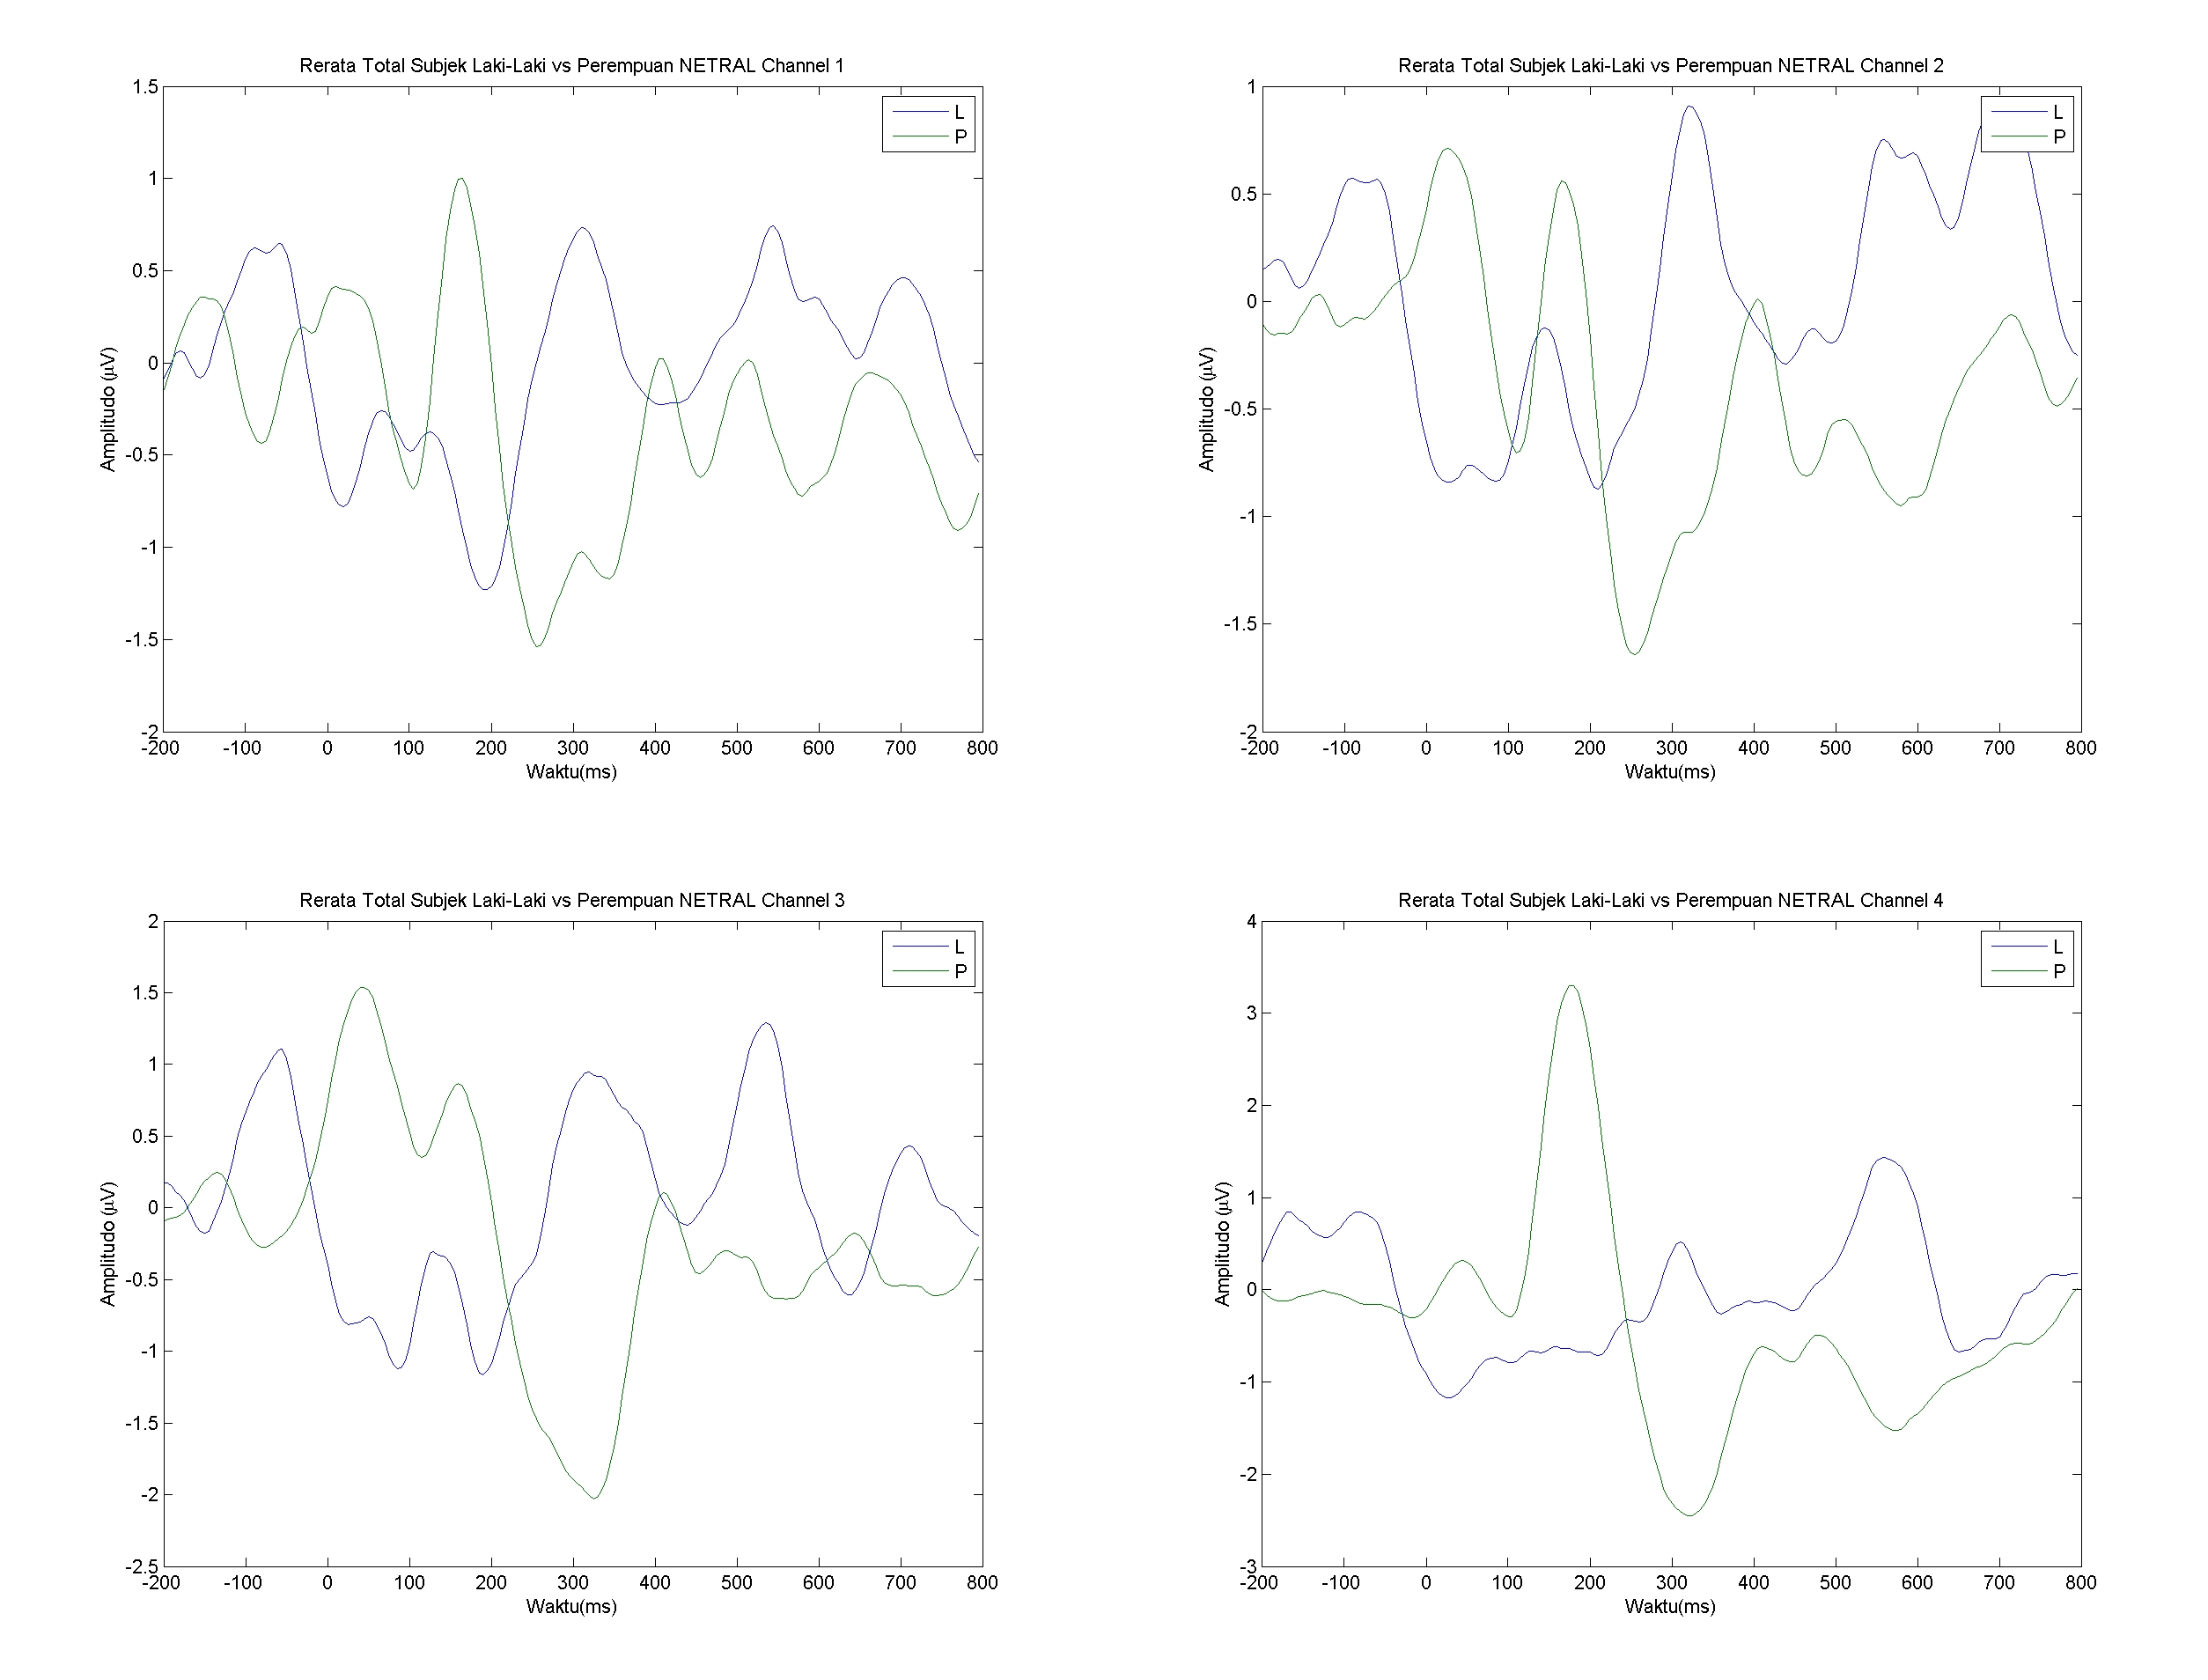 Rerata Total Subjek Laki-Laki vs Perempuan NETRAL Channel 1
1.5
1
0.5
0
-0.5
-1
-1.5
-2
Amplitudo (µV)
-200 -100 0 100 200 300 400 500 600 700 800
Waktu(ms)
L
P
Rerata Total Subjek Laki-Laki vs Perempuan NETRAL Channel 2
1
0.5
0
-0.5
-1
-1.5
-2
Amplitudo (µV)
-200 -100 0 100 200 300 400 500 600 700 800
Waktu(ms)
L
P
Rerata Total Subjek Laki-Laki vs Perempuan NETRAL Channel 3
2
1.5
1
0.5
0
-0.5
-1
-1.5
-2
-2.5
Amplitudo (µV)
-200 -100 0 100 200 300 400 500 600 700 800
Waktu(ms)
L
P
Rerata Total Subjek Laki-Laki vs Perempuan NETRAL Channel 4
4
3
2
1
0
-1
-2
-3
Amplitudo (µV)
-200 -100 0 100 200 300 400 500 600 700 800
Waktu(ms)
L
P